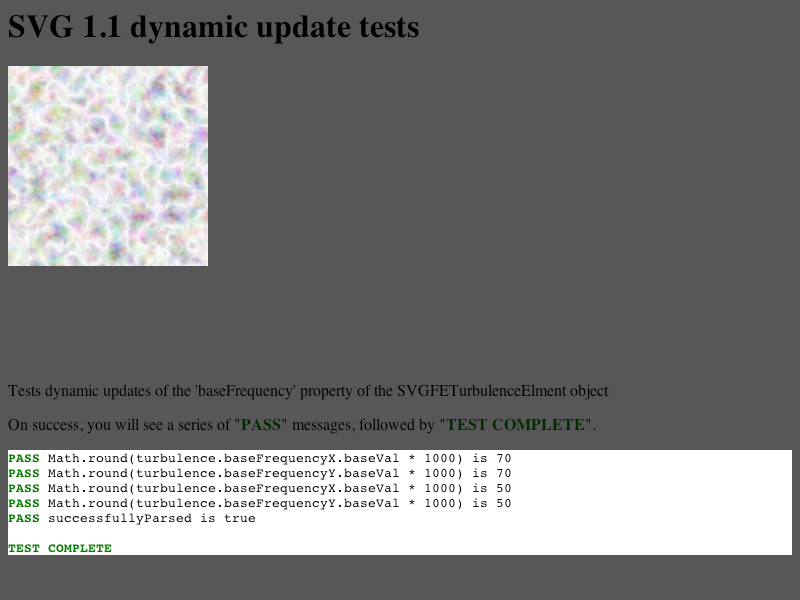 SVG 1.1 dynamic update tests
Tests dynamic updates of the 'baseFrequency' property of the SVGFETurbulenceElment object
On success, you will see a series of "PASS" messages, followed by "TEST COMPLETE".
PASS Math.round(turbulence.baseFrequencyX.baseVal * 1000) is 70
PASS Math.round(turbulence.baseFrequencyY.baseVal * 1000) is 70
PASS Math.round(turbulence.baseFrequencyX.baseVal * 1000) is 50
PASS Math.round(turbulence.baseFrequencyY.baseVal * 1000) is 50
PASS successfullyParsed is true
TEST COMPLETE